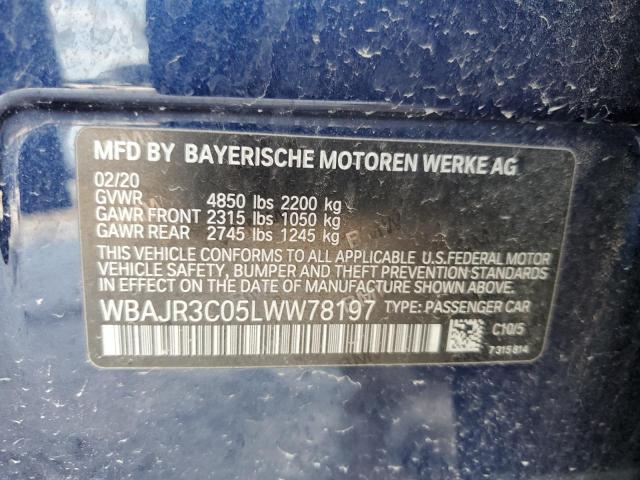 MFD BY BAYERISCHE MOTOREN WERKE AG
02/20
GVWR 4850 lbs 2200 kg
GAWR FRONT 2315 lbs 1050 kg
GAWR REAR 2745 lbs 1245 kg
THIS VEHICLE CONFORMS TO ALL APPLICABLE U.S.FEDERAL MOTOR
VEHICLE SAFETY, BUMPER AND THEFT PREVENTION STANDARDS
IN EFFECT ON THE DATE OF MANUFACTURE SHOWN ABOVE.
WBAJR3C05LWW78197 TYPE: PASSENGER CAR
C10/5
7315814